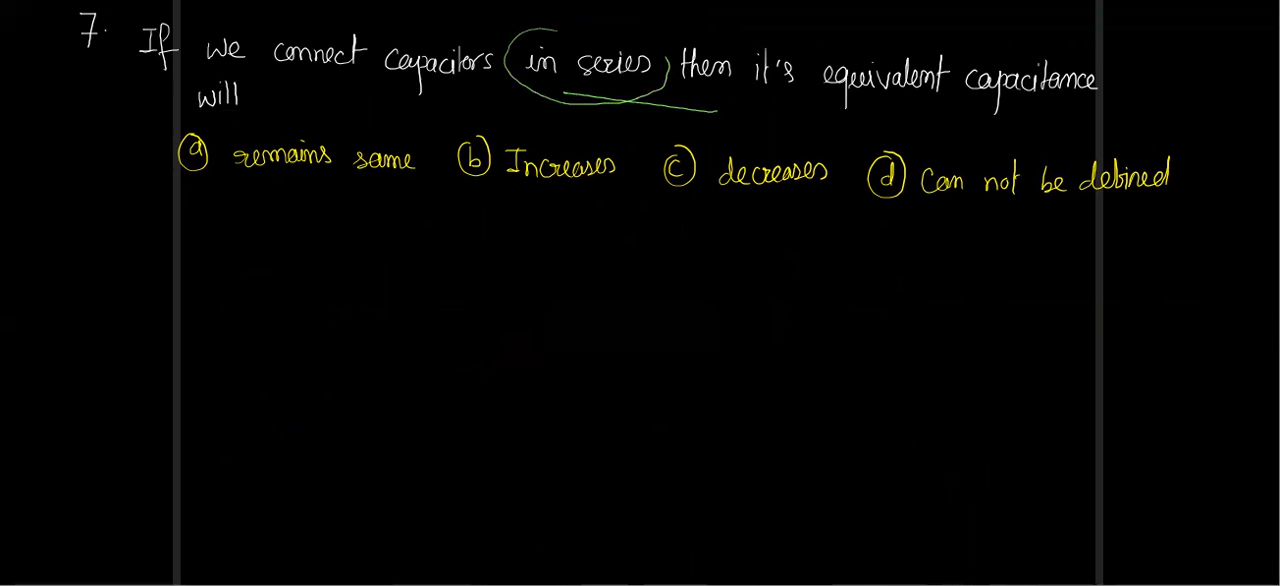 7. If we connect capacitors in series then it's equivalent capacitance
will
(a) remains same (b) Increases (c) decreases (d) can not be defined